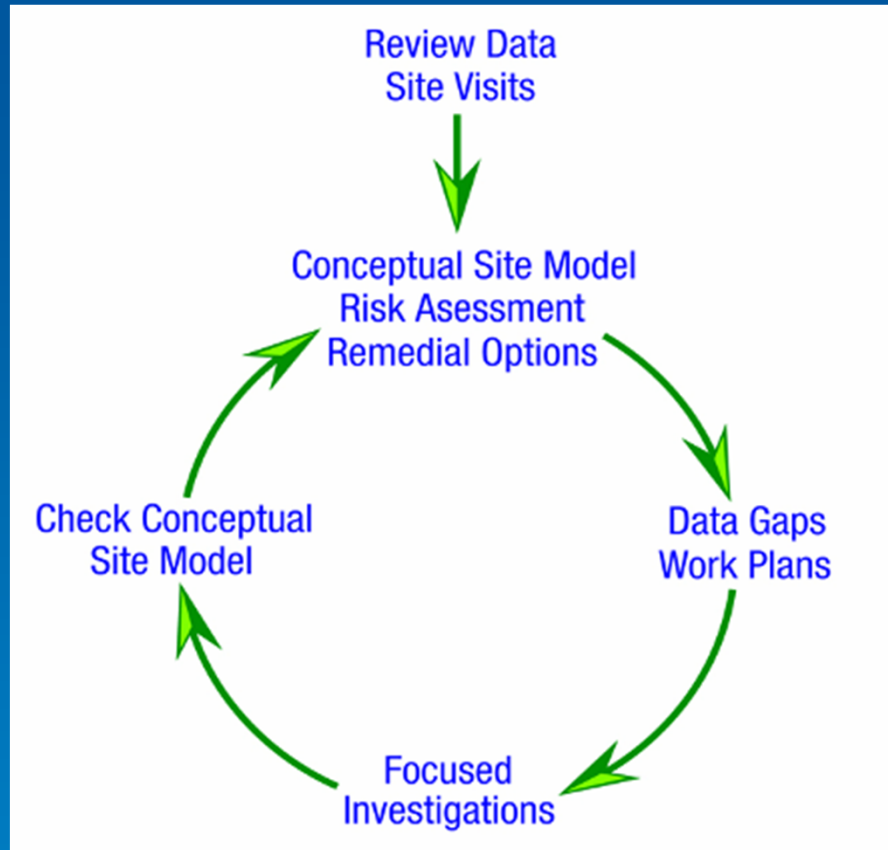 Review Data
Site Visits
Conceptual Site Model
Risk Asessment
Remedial Options
Data Gaps
Work Plans
Focused
Investigations
Check Conceptual
Site Model